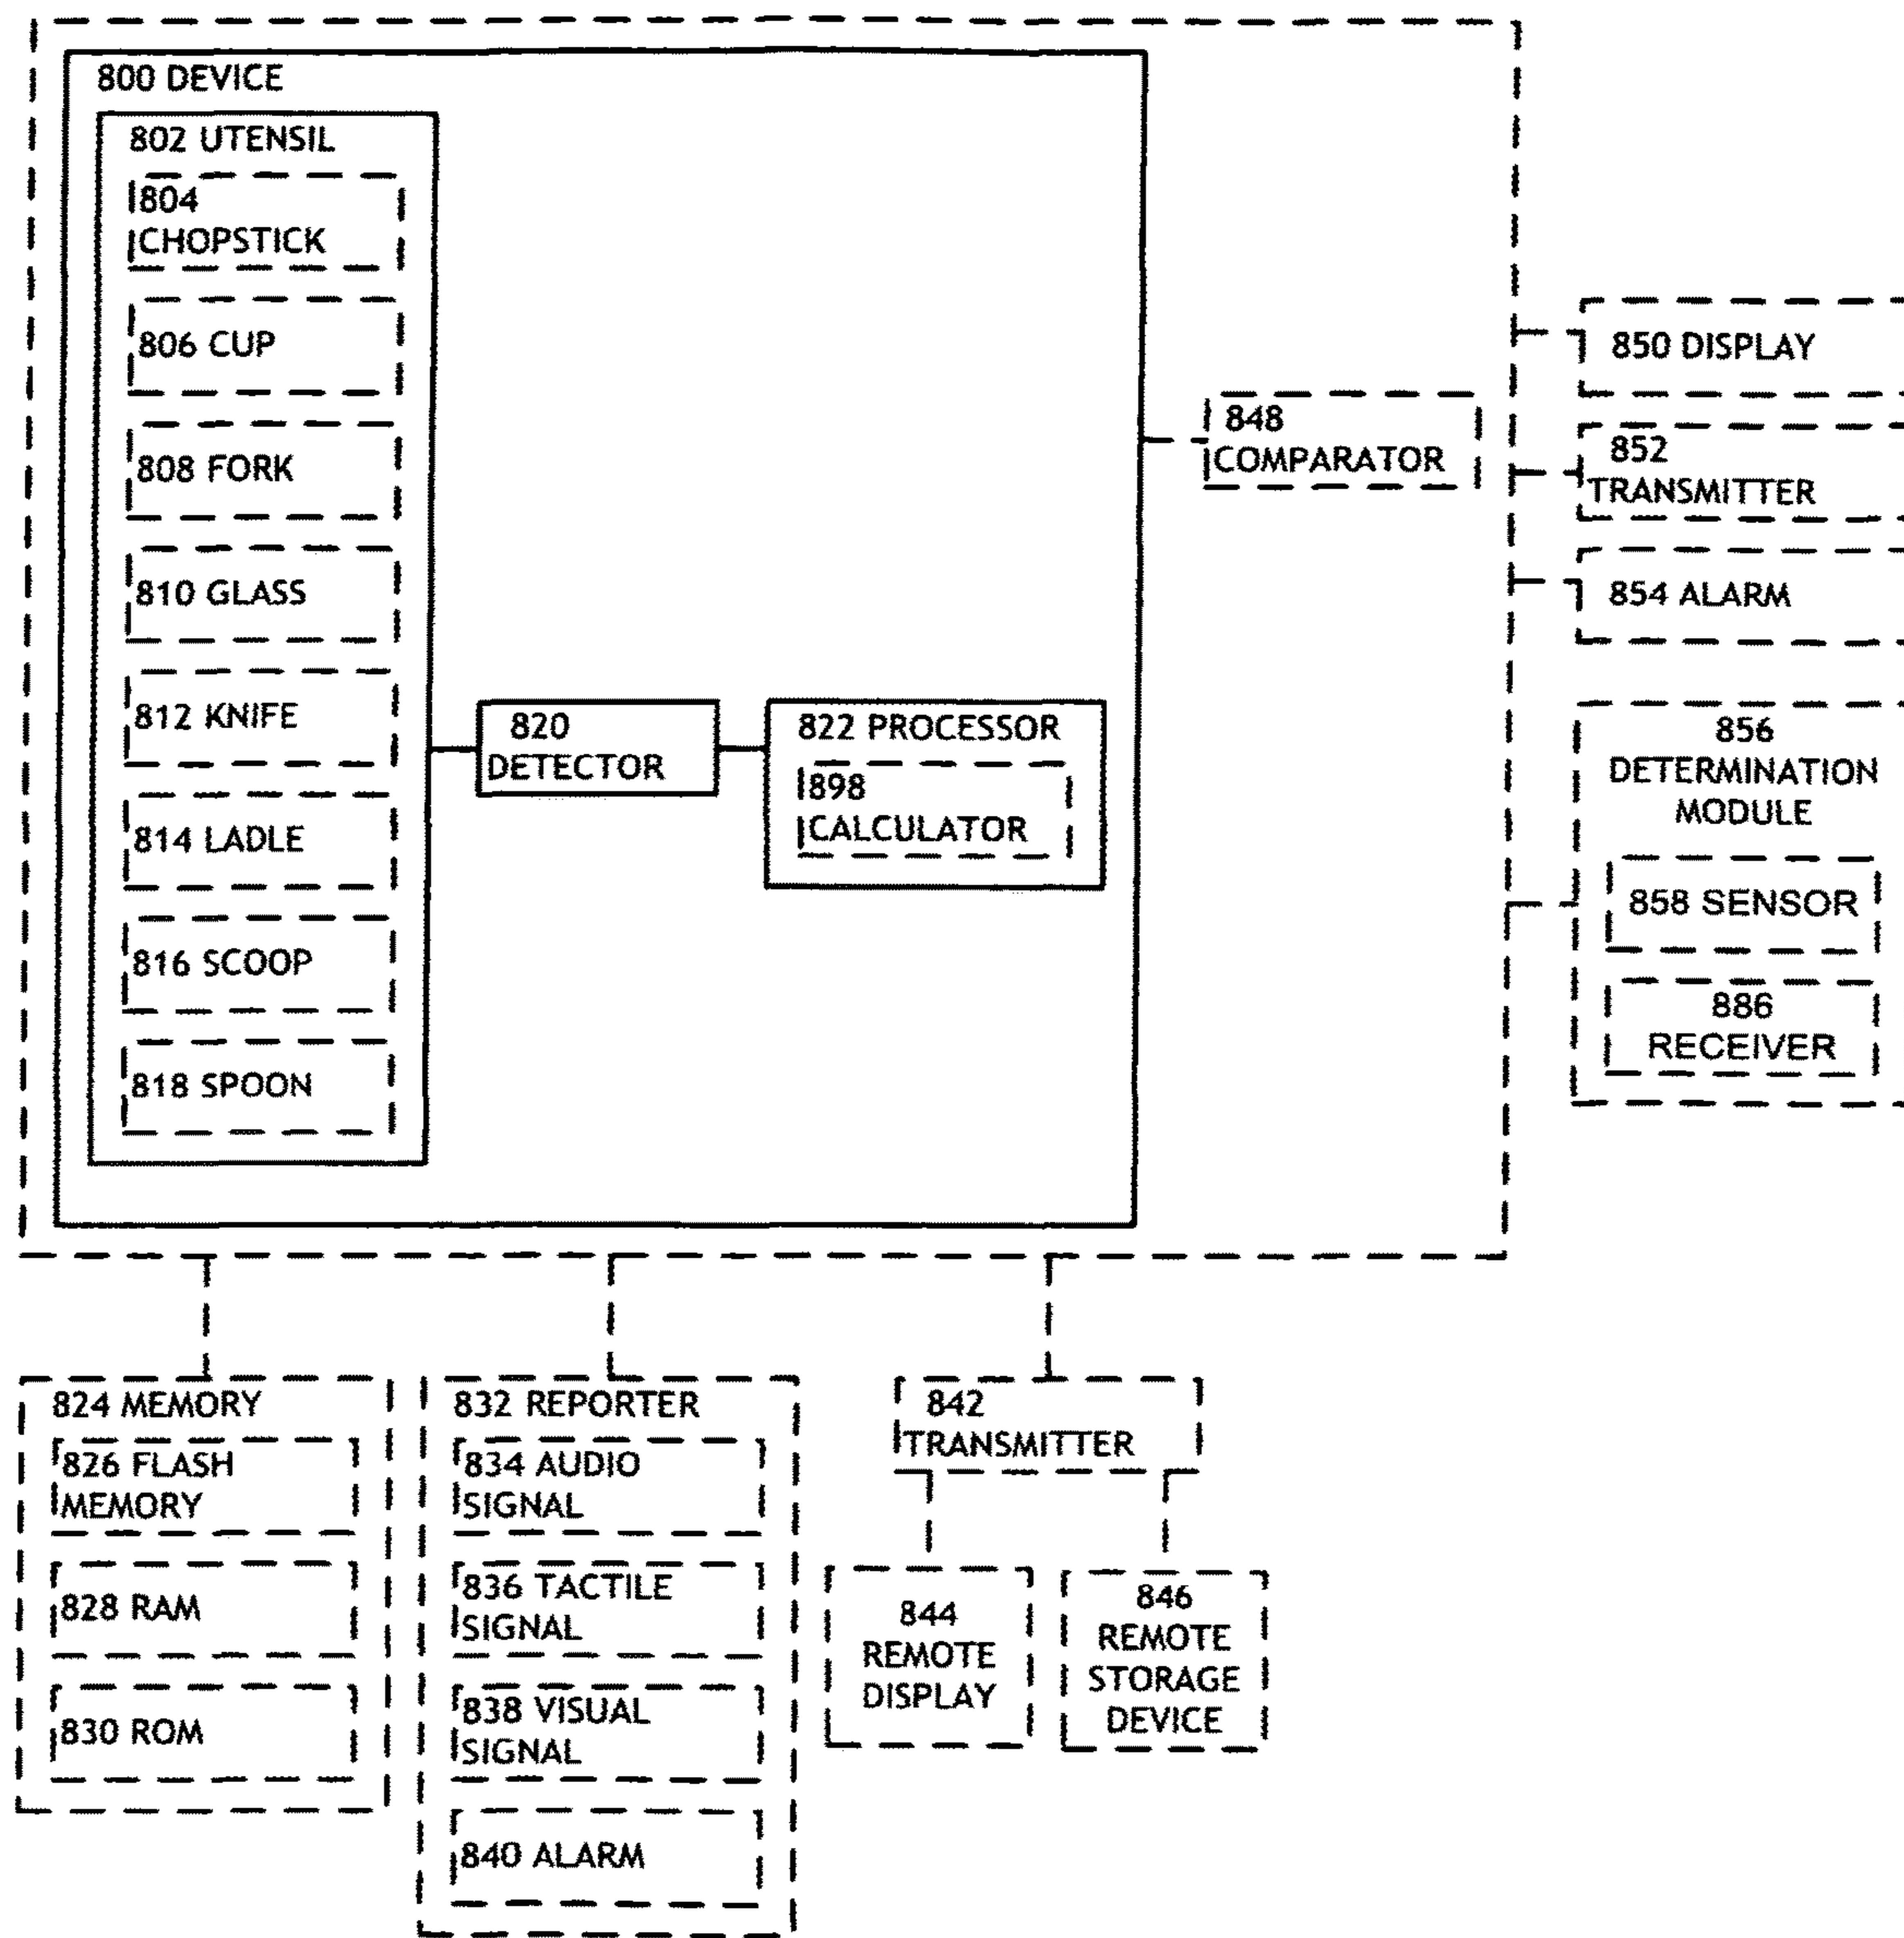 800 DEVICE
802 UTENSIL
804
CHOPSTICK
806 CUP
808 FORK
810 GLASS
812 KNIFE
814 LADLE
816 SCOOP
818 SPOON
820
DETECTOR
822 PROCESSOR
898
CALCULATOR
848
COMPARATOR
850 DISPLAY
852
TRANSMITTER
854 ALARM
856
DETERMINATION
MODULE
858 SENSOR
886
RECEIVER
824 MEMORY
826 FLASH
MEMORY
828 RAM
830 ROM
832 REPORTER
834 AUDIO
SIGNAL
836 TACTILE
SIGNAL
838 VISUAL
SIGNAL
840 ALARM
842
TRANSMITTER
844
REMOTE
DISPLAY
846
REMOTE
STORAGE
DEVICE